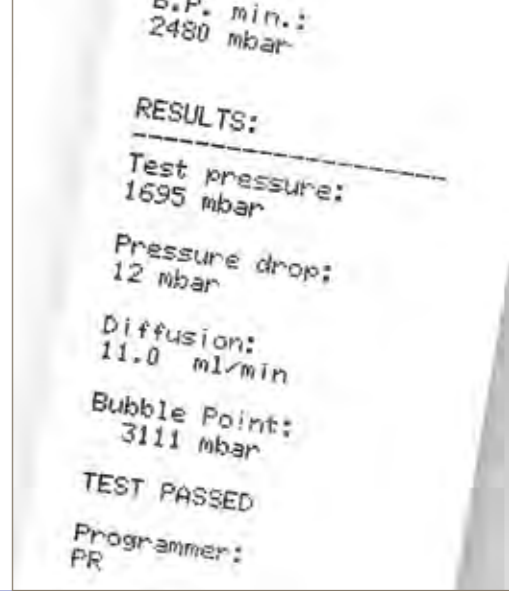 B.P. min.:
2480 mbar
RESULTS:
--------------------
Test pressure:
1695 mbar
Pressure drop:
12 mbar
Diffusion:
11.0 ml/min
Bubble Point:
3111 mbar
TEST PASSED
Programmer:
PR